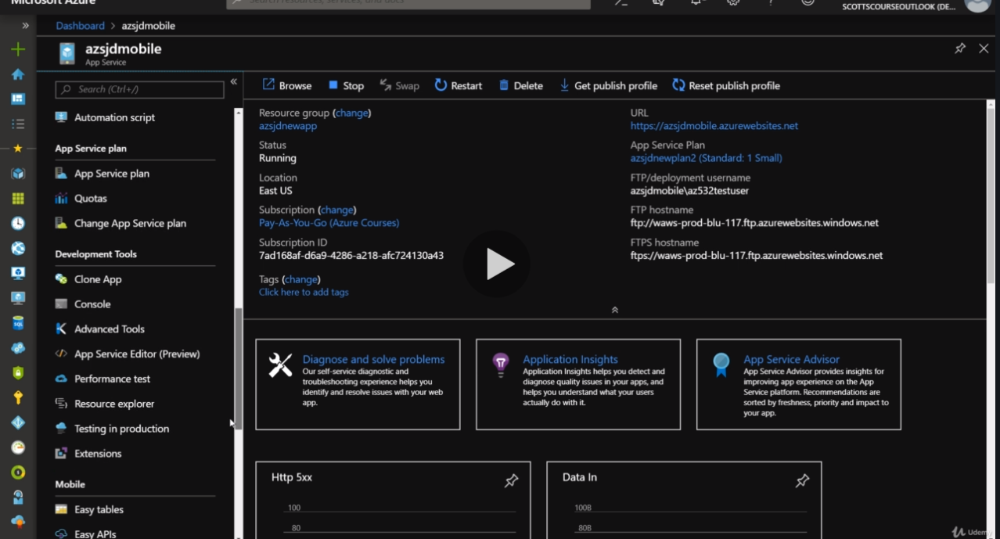 Microsoft Azure
Search resources, services, and docs
SCOTTSCOURSEOUTLOOK (DE...
Dashboard > azsjdmobile
azsjdmobile
App Service
Search (Ctrl+/)
Automation script
App Service plan
App Service plan
Quotas
Change App Service plan
Development Tools
Clone App
Console
Advanced Tools
App Service Editor (Preview)
Performance test
Resource explorer
Testing in production
Extensions
Mobile
Easy tables
Easy APIs
Browse Stop Swap Restart Delete Get publish profile Reset publish profile
Resource group (change)
azsjdnewapp
Status
Running
Location
East US
Subscription (change)
Pay-As-You-Go (Azure Courses)
Subscription ID
7ad168af-d6a9-4286-a218-afc724130a43
Tags (change)
Click here to add tags
URL
https://azsjdmobile.azurewebsites.net
App Service Plan
azsjdnewplan2 (Standard: 1 Small)
FTP/deployment username
azsjdmobile\az532testuser
FTP hostname
ftp://waws-prod-blu-117.ftp.azurewebsites.windows.net
FTPS hostname
ftps://waws-prod-blu-117.ftp.azurewebsites.windows.net
Diagnose and solve problems
Our self-service diagnostic and
troubleshooting experience helps you
identify and resolve issues with your web
app.
Application Insights
Application Insights helps you detect and
diagnose quality issues in your apps, and
helps you understand what your users
actually do with it.
App Service Advisor
App Service Advisor provides insights for
improving app experience on the App
Service platform. Recommendations are
sorted by freshness, priority and impact to
your app.
Http 5xx
100
80
Data In
100B
80B
Udemy